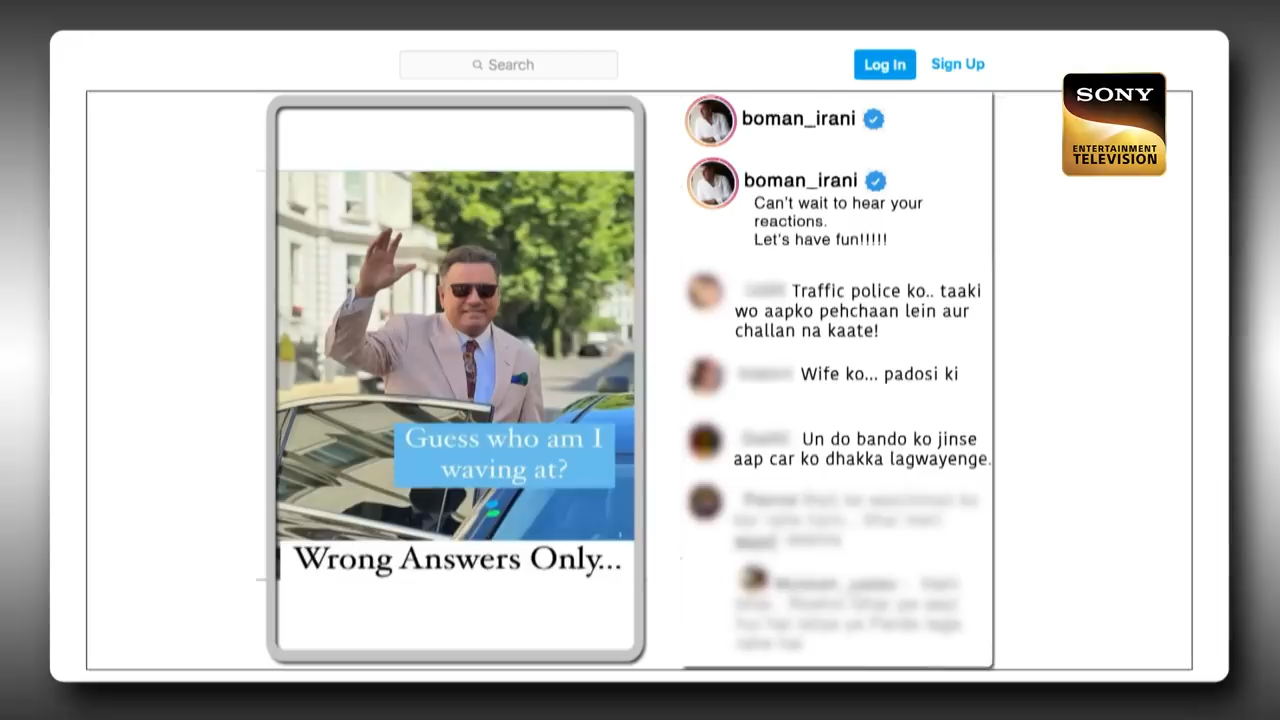 Search
Log In
Sign Up
SONY
ENTERTAINMENT
TELEVISION
Guess who am I
waving at?
Wrong Answers Only...
boman_irani
boman_irani
Can't wait to hear your
reactions.
Let's have fun!!!!!
Traffic police ko.. taaki
wo aapko pehchaan lein aur
challan na kaate!
Wife ko... padosi ki
Un do bando ko jinse
aap car ko dhakka lagwayenge.